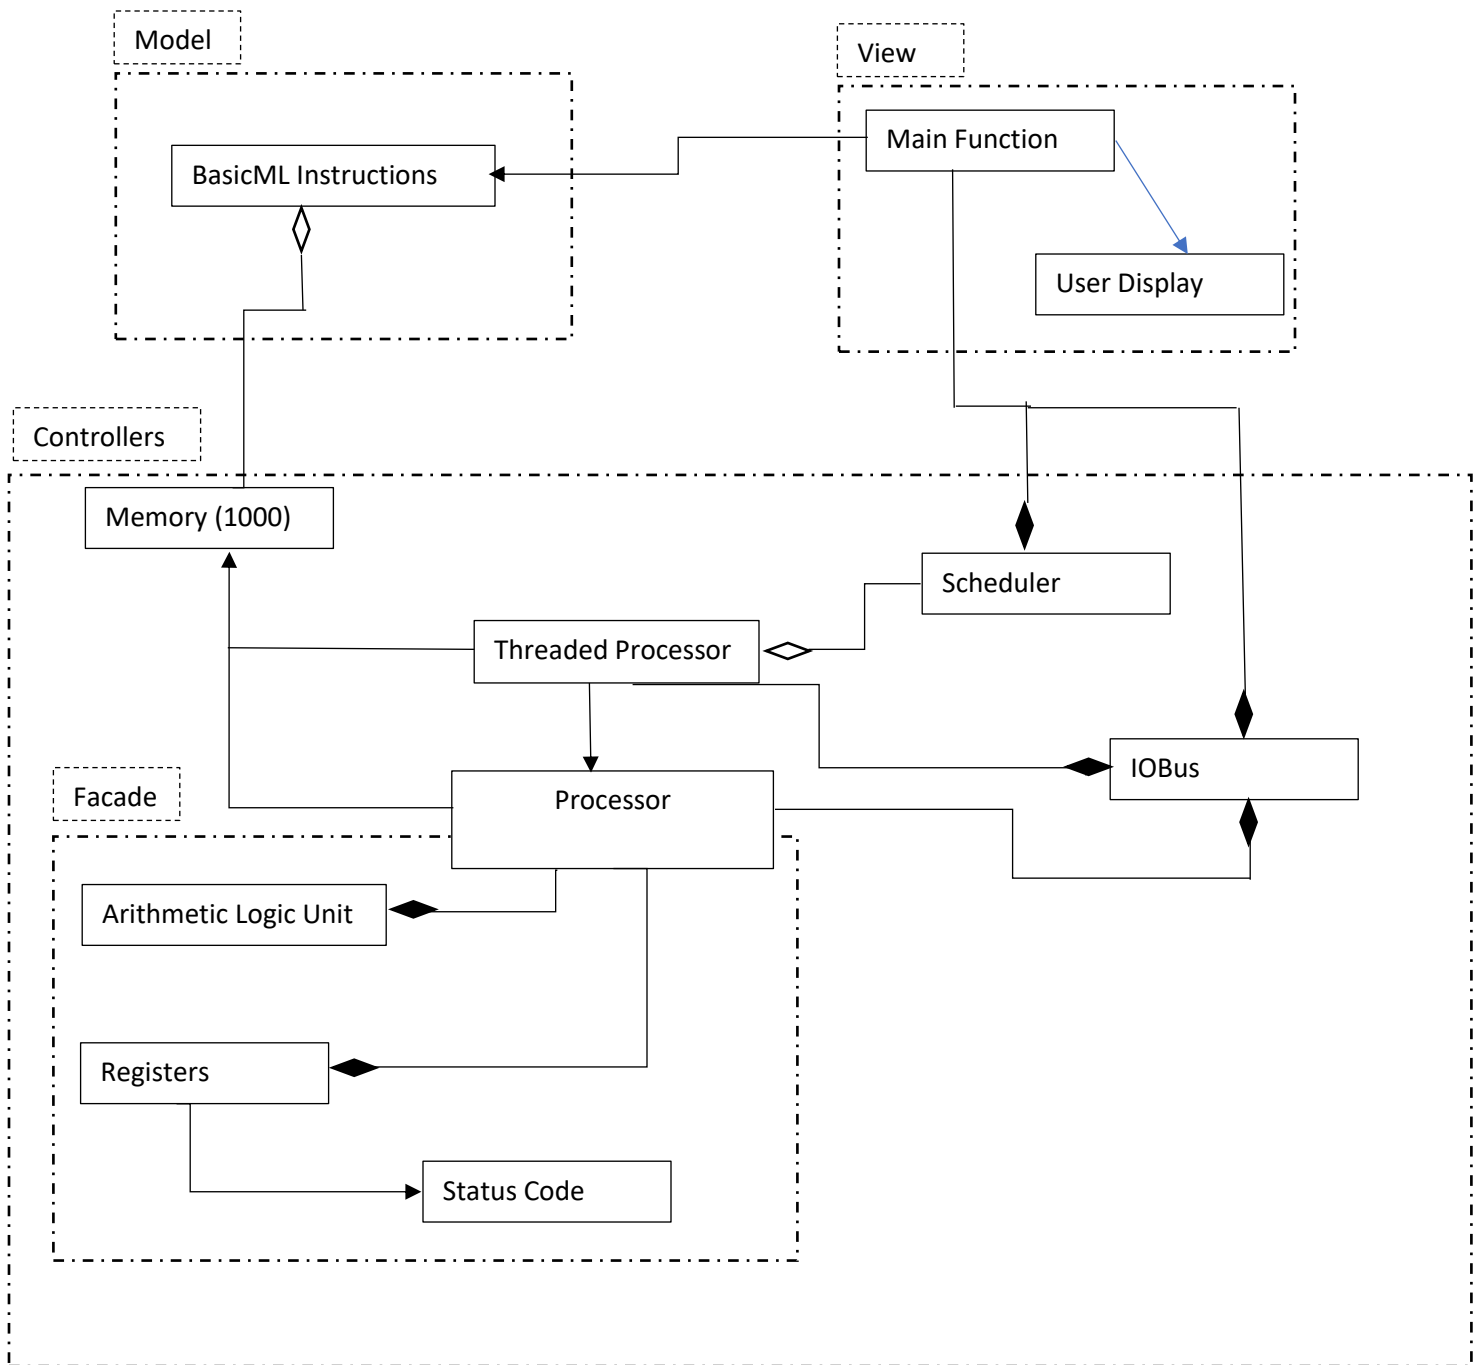 Model
View
Main Function
BasicML Instructions
User Display
Controllers
Memory (1000)
Scheduler
Threaded Processor
IOBus
Facade
Processor
Arithmetic Logic Unit
Registers
Status Code